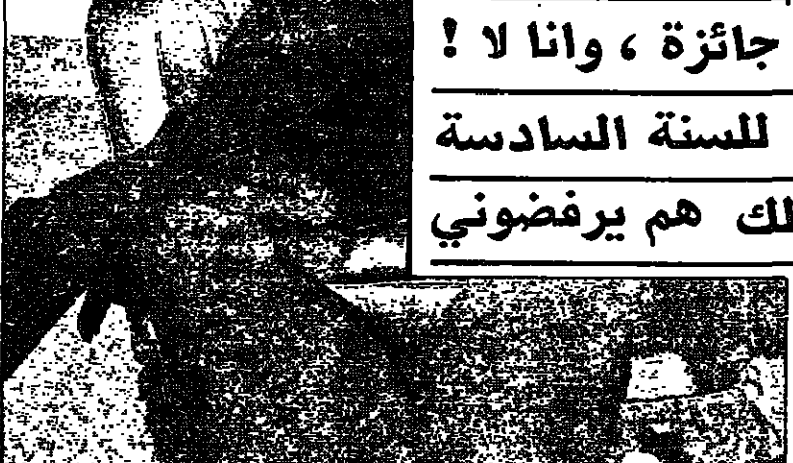 جائزة ، وانا لا !
للسنة السادسة
لك هم يرفضوني